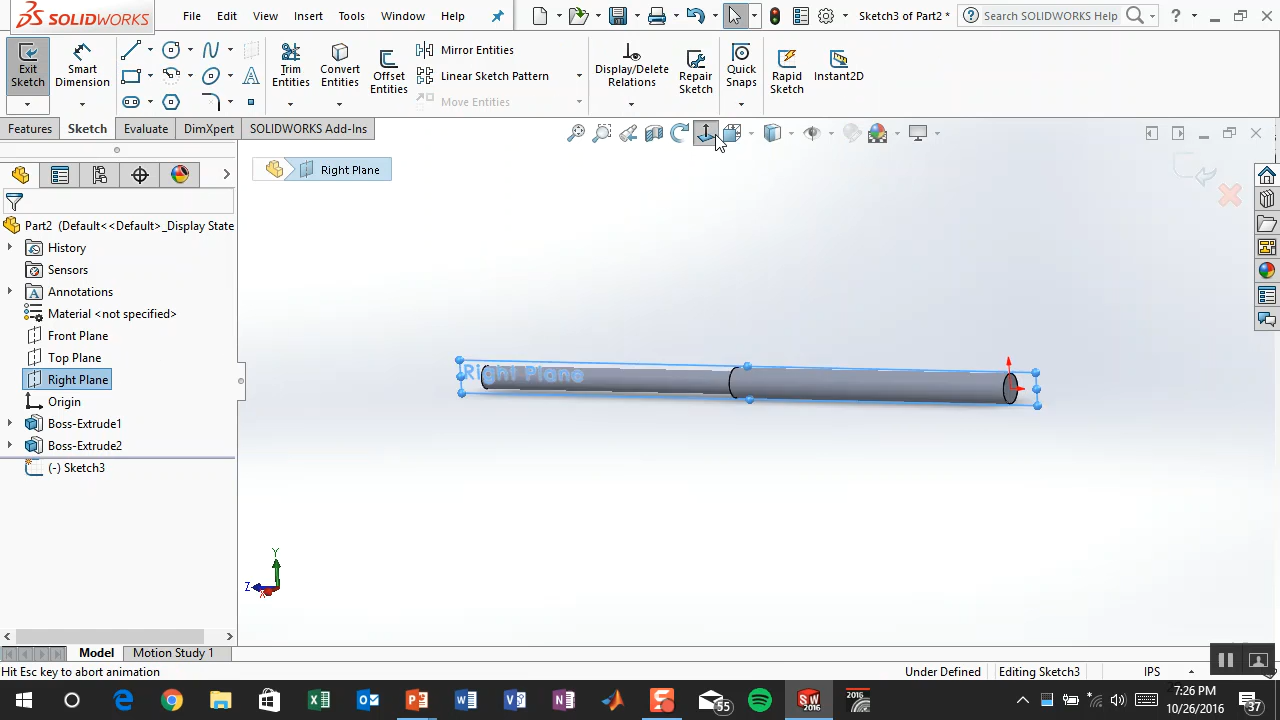 SOLIDWORKS
File Edit View Insert Tools Window Help
Sketch3 of Part2 *
Search SOLIDWORKS Help
Exit Sketch
Smart Dimension
Trim Entities
Convert Entities
Offset Entities
Mirror Entities
Linear Sketch Pattern
Move Entities
Display/Delete Relations
Repair Sketch
Quick Snaps
Rapid Sketch
Instant2D
Features Sketch Evaluate DimXpert SOLIDWORKS Add-Ins
Right Plane
Part2 (Default<<Default>_Display State
History
Sensors
Annotations
Material <not specified>
Front Plane
Top Plane
Right Plane
Origin
Boss-Extrude1
Boss-Extrude2
(-) Sketch3
Right Plane
Y
Z
X
Model Motion Study 1
Hit Esc key to abort animation
Under Defined Editing Sketch3 IPS
55
SW 2016
2016
7:26 PM
10/26/2016
37